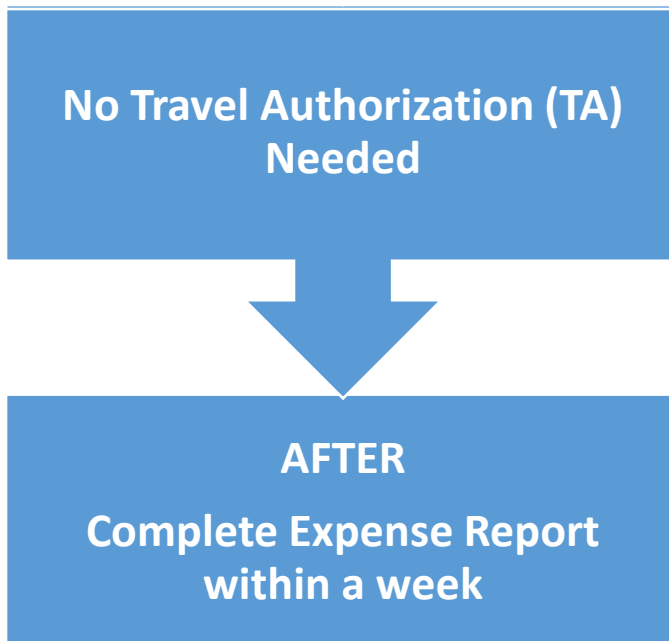 No Travel Authorization (TA)
Needed
AFTER
Complete Expense Report
within a week